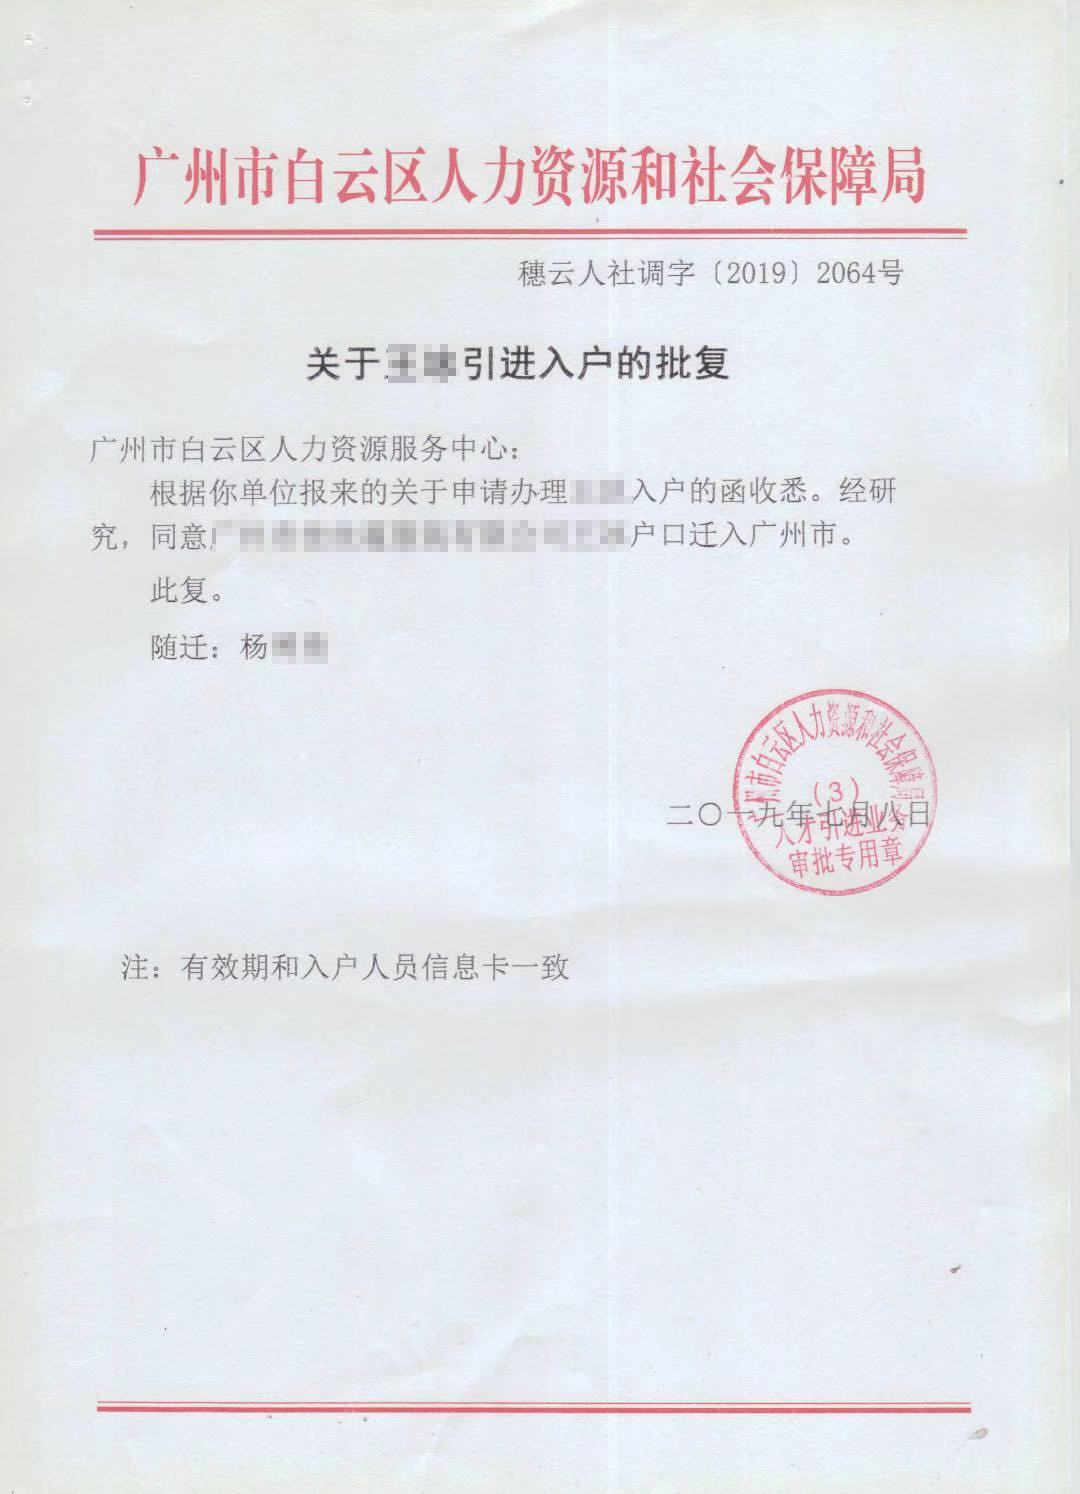 广州市白云区人力资源和社会保障局
穗云人社调字〔2019〕2064号
关于 引进入户的批复
广州市白云区人力资源服务中心：
根据你单位报来的关于申请办理 入户的函收悉。经研
究，同意 户口迁入广州市。
此复。
随迁：杨
广州市白云区人力资源和社会保障局
（3）
人才引进业务
审批专用章
二〇一九年七月八日
注：有效期和入户人员信息卡一致